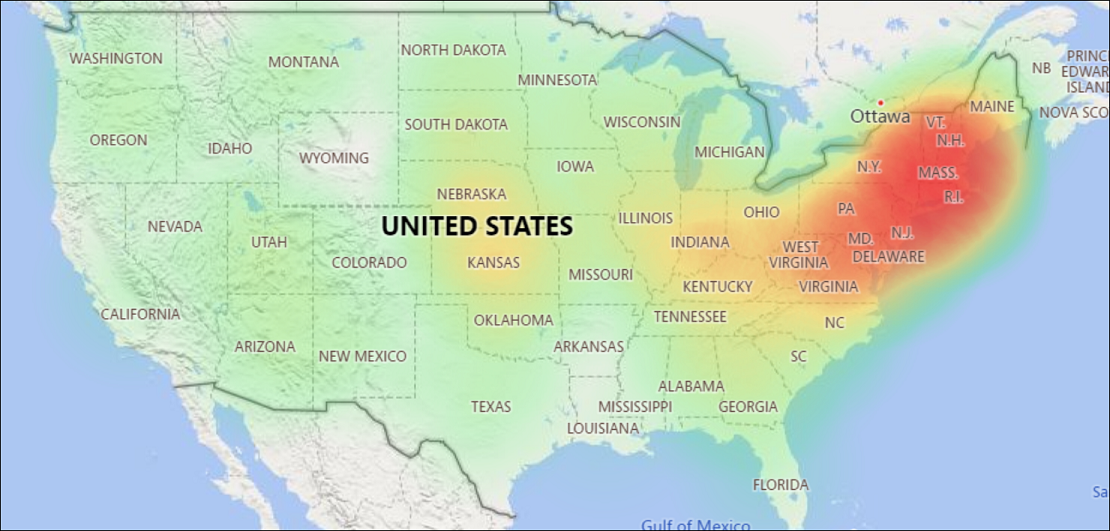 NORTH DAKOTA
WASHINGTON
MONTANA
MINNESOTA
NB
PRINC
EDWAR
ISLAND
MAINE
NOVA SCO
Ottawa
VT.
N.H.
WISCONSIN
SOUTH DAKOTA
OREGON
IDAHO
WYOMING
MICHIGAN
IOWA
N.Y.
MASS.
R.I.
NEBRASKA
UNITED STATES
ILLINOIS
OHIO
PA
NEVADA
UTAH
INDIANA
MD.
N.J.
WEST
VIRGINIA
DELAWARE
COLORADO
KANSAS
MISSOURI
KENTUCKY
VIRGINIA
CALIFORNIA
OKLAHOMA
TENNESSEE
NC
ARIZONA
NEW MEXICO
ARKANSAS
SC
ALABAMA
TEXAS
MISSISSIPPI
GEORGIA
LOUISIANA
FLORIDA
Sa
Gulf of Mexico